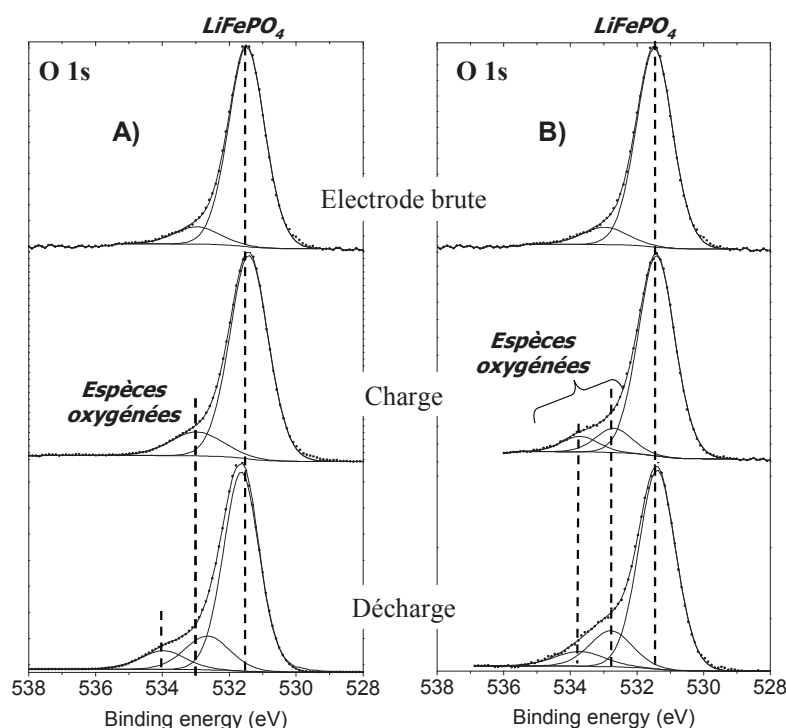 LiFePO4
LiFePO4
O 1s
O 1s
A)
B)
Electrode brute
Espèces
oxygénées
Charge
Espèces
oxygénées
Décharge
538 536 534 532 530 528
538 536 534 532 530 528
Binding energy (eV)
Binding energy (eV)